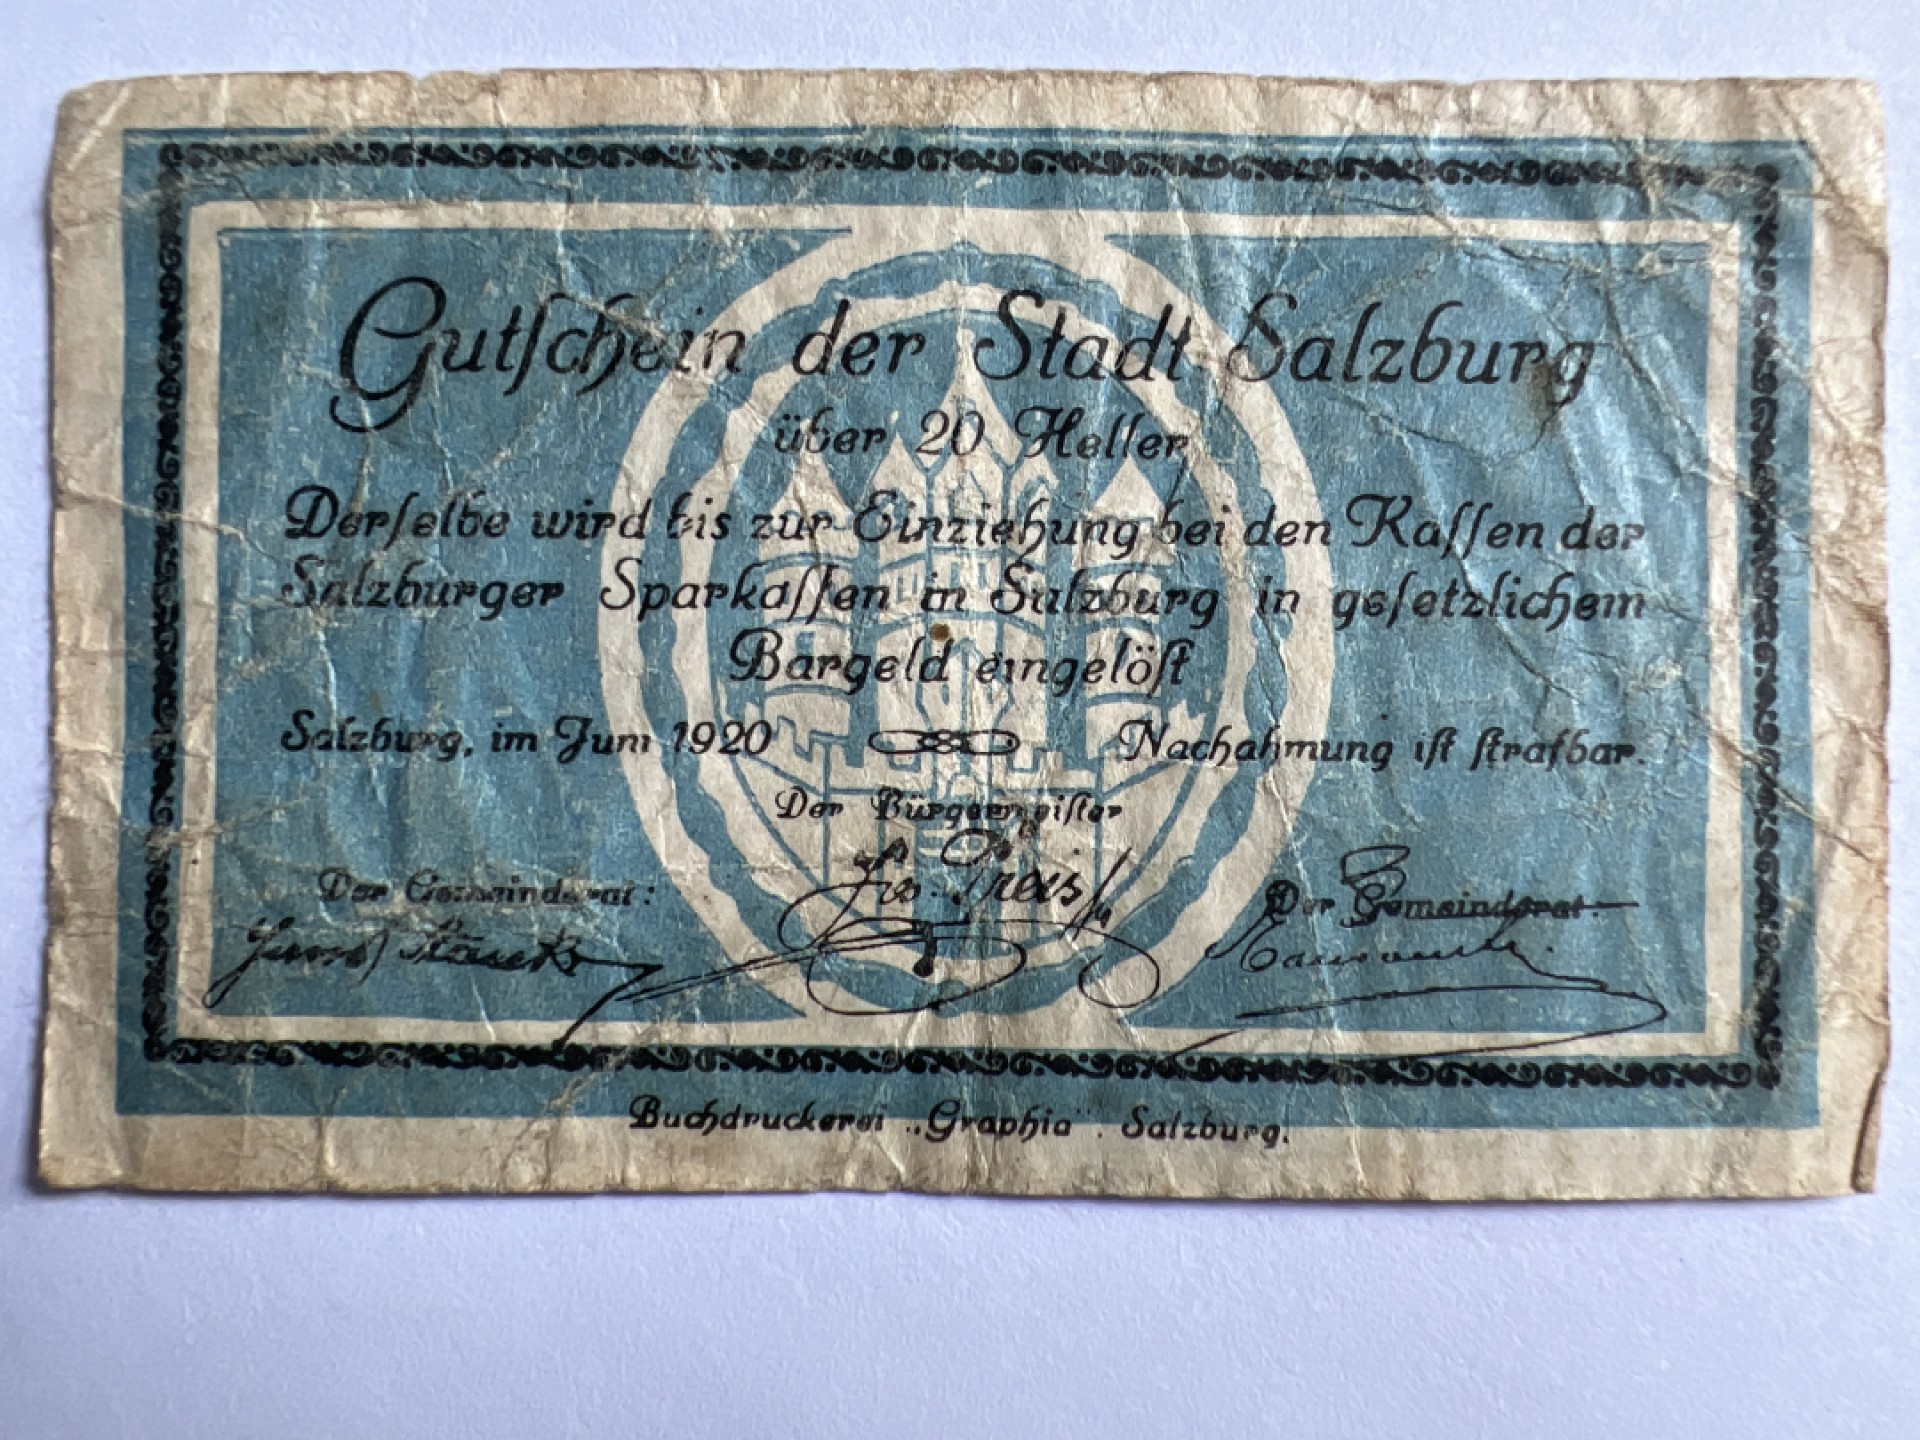 Gutſchein der Stadt Salzburg
über 20 Heller
Derſelbe wird bis zur Einziehung bei den Kaſſen der
Salzburger Sparkaſſen in Salzburg in geſetzlichem
Bargeld eingelöſt
Salzburg, im Juni 1920 Nachahmung iſt ſtrafbar.
Der Bürgermeiſter
Preis
Der Gemeinderat: Der Gemeinderat:
Buchdruckerei „Graphia“. Salzburg.